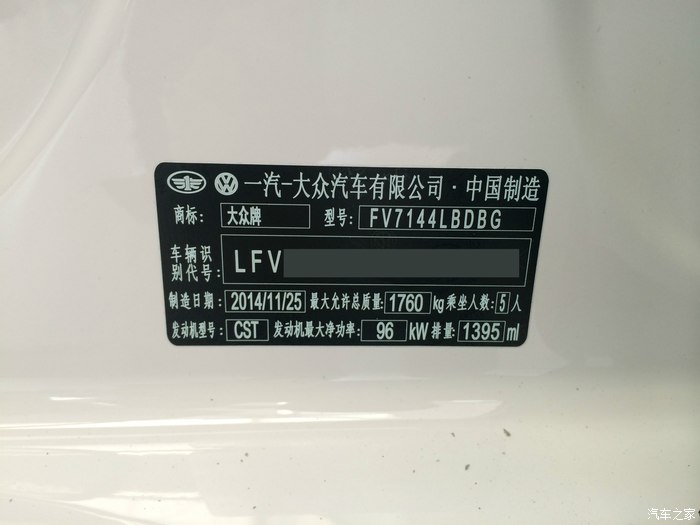 一汽-大众汽车有限公司·中国制造
商标: 大众牌 型号: FV7144LBDBG
车辆识别代号: LFV
制造日期: 2014/11/25 最大允许总质量: 1760 kg 乘坐人数: 5 人
发动机型号: CST 发动机最大净功率: 96 kW 排量: 1395 ml
汽车之家